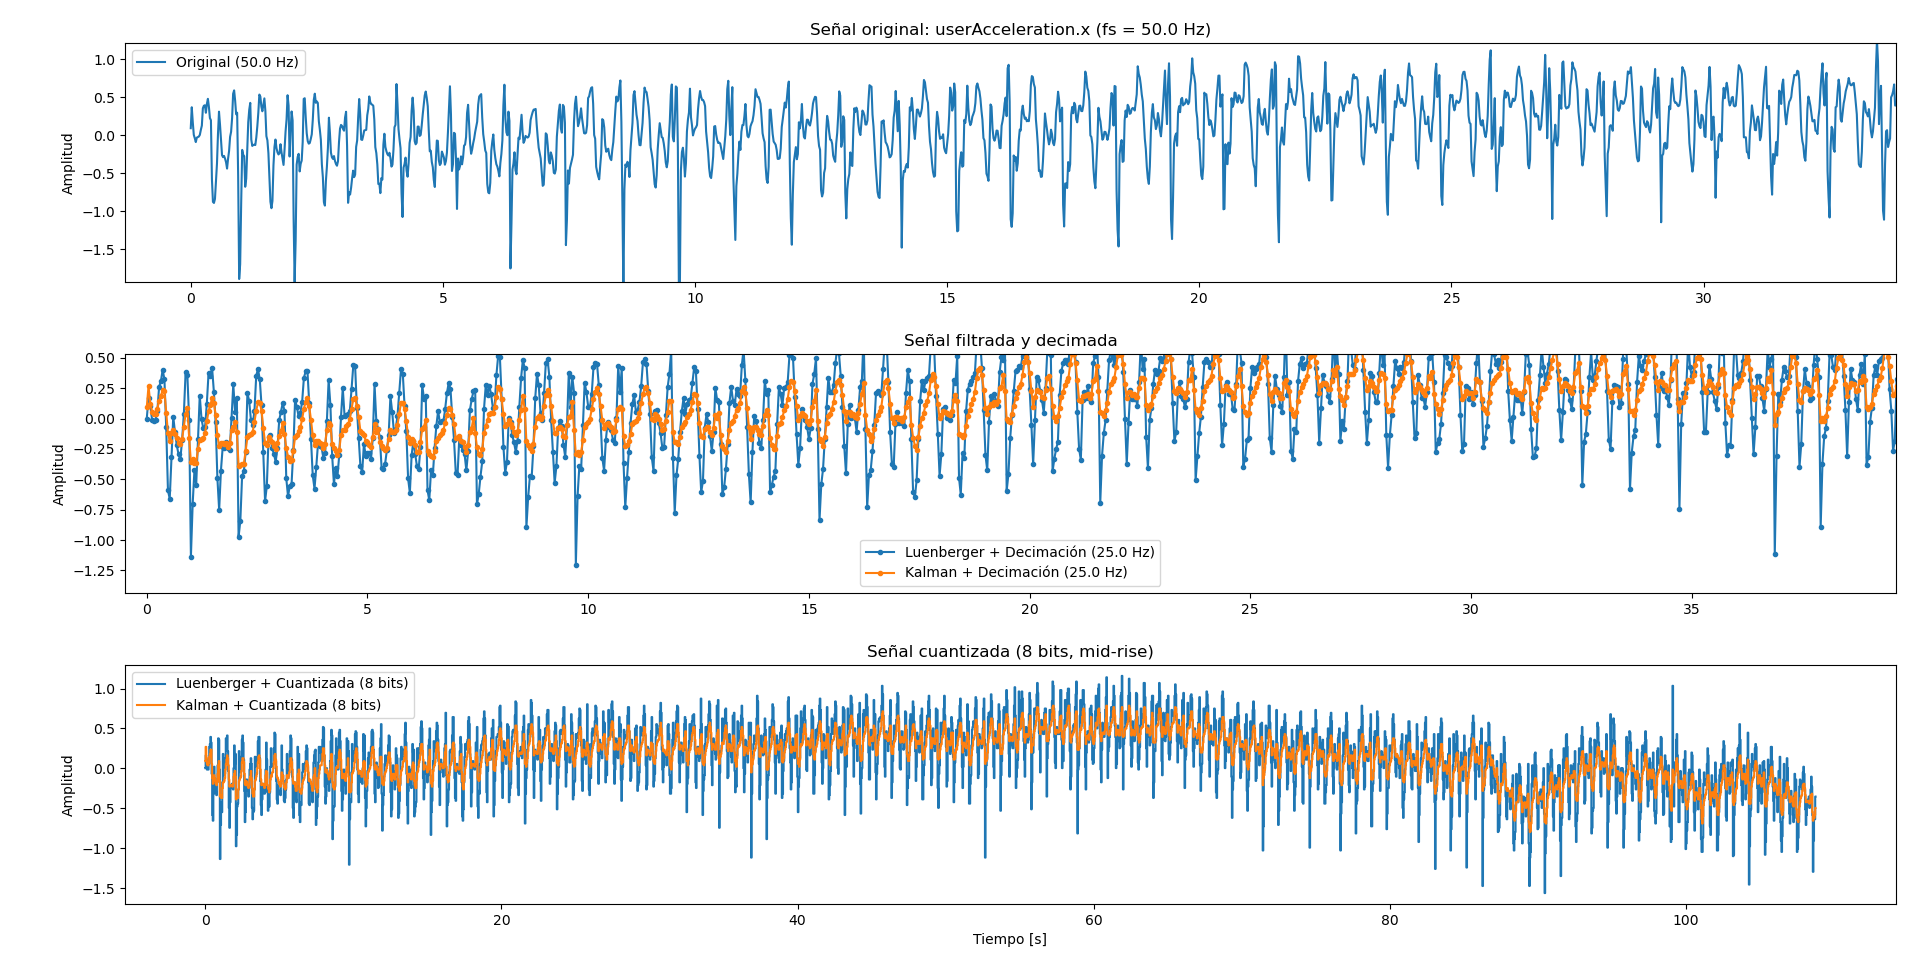 Señal original: userAcceleration.x (fs = 50.0 Hz)
Original (50.0 Hz)
Amplitud
1.0
0.5
0.0
−0.5
−1.0
−1.5
0 5 10 15 20 25 30
Señal filtrada y decimada
Amplitud
0.50
0.25
0.00
−0.25
−0.50
−0.75
−1.00
−1.25
Luenberger + Decimación (25.0 Hz)
Kalman + Decimación (25.0 Hz)
0 5 10 15 20 25 30 35
Señal cuantizada (8 bits, mid-rise)
Luenberger + Cuantizada (8 bits)
Kalman + Cuantizada (8 bits)
Amplitud
1.0
0.5
0.0
−0.5
−1.0
−1.5
0 20 40 60 80 100
Tiempo [s]